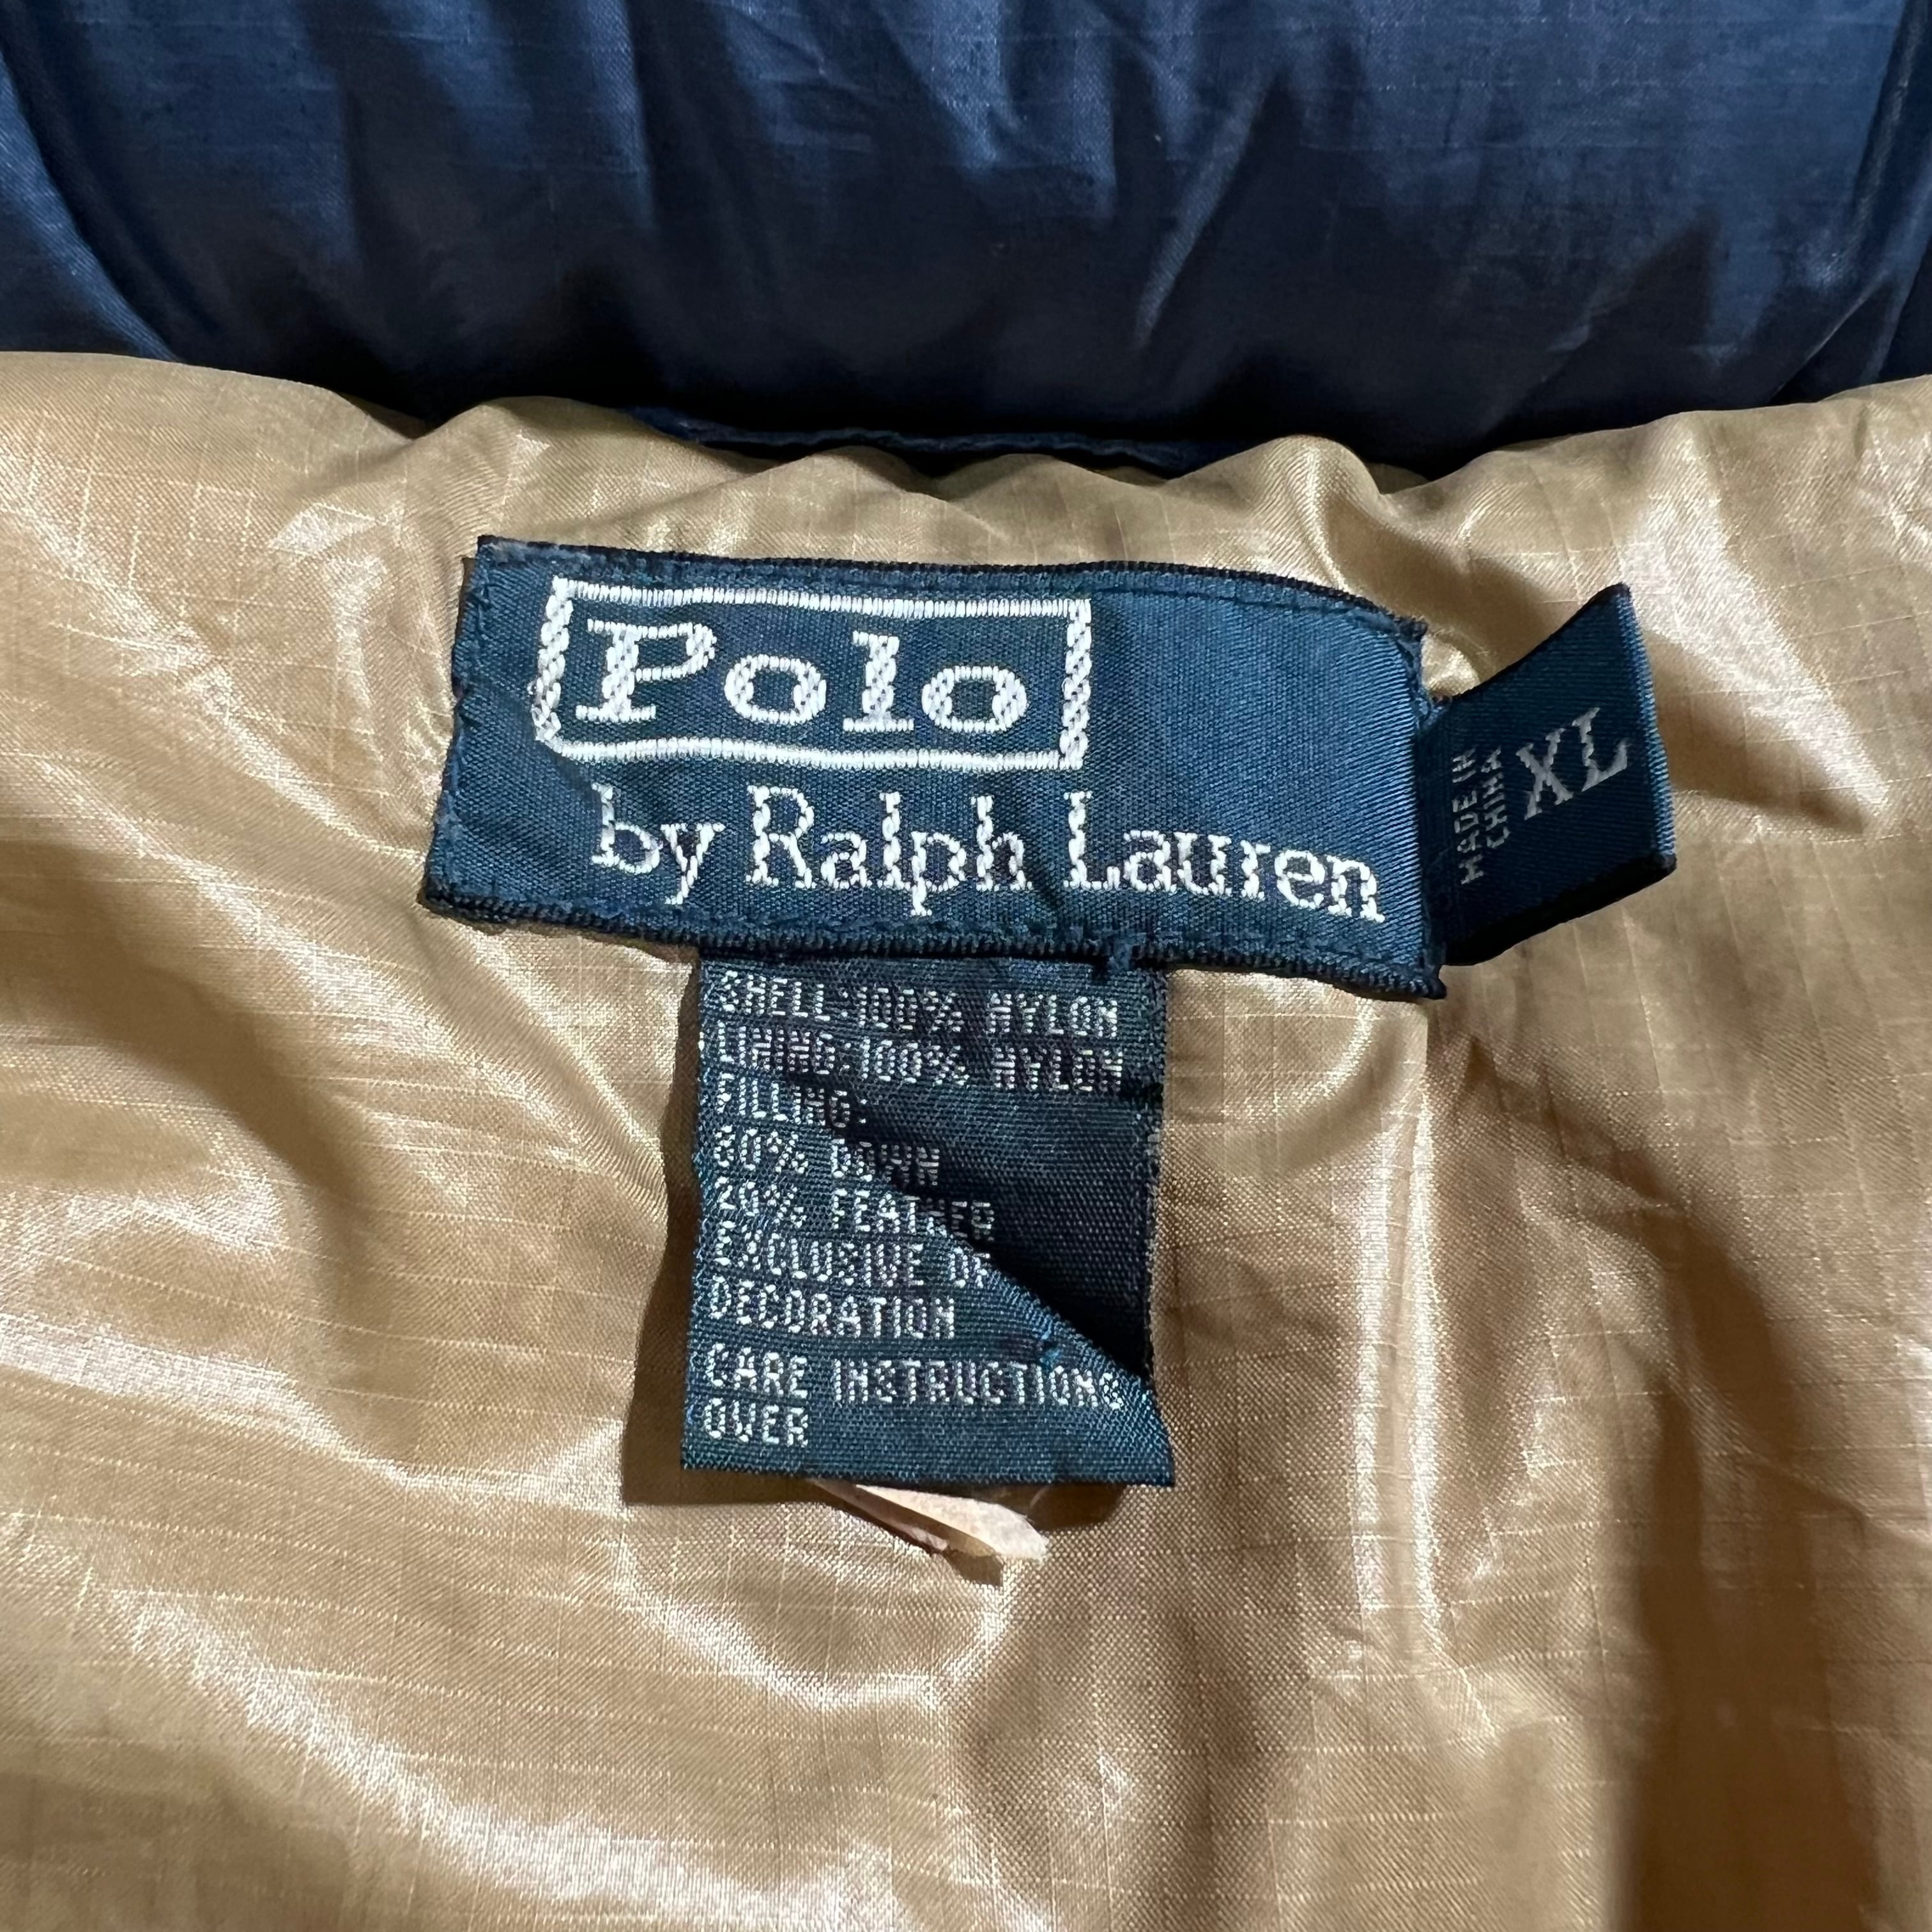 Polo
by Ralph Lauren
MADE IN
CHINA
XL
SHELL:100% NYLON
LINING:100% NYLON
FILLING:
80% DOWN
20% FEATHER
EXCLUSIVE OF
DECORATION
CARE INSTRUCTIONS
OVER